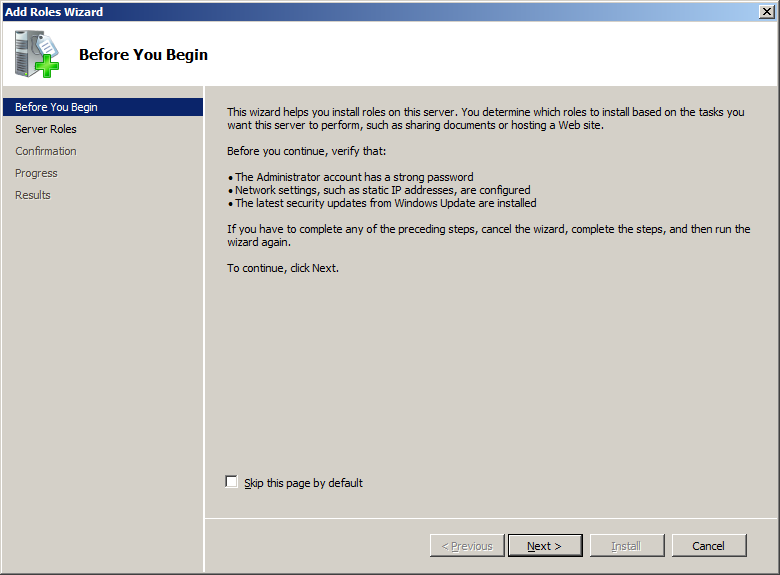 Add Roles Wizard
Before You Begin
Before You Begin
Server Roles
Confirmation
Progress
Results
This wizard helps you install roles on this server. You determine which roles to install based on the tasks you
want this server to perform, such as sharing documents or hosting a Web site.
Before you continue, verify that:
• The Administrator account has a strong password
• Network settings, such as static IP addresses, are configured
• The latest security updates from Windows Update are installed
If you have to complete any of the preceding steps, cancel the wizard, complete the steps, and then run the
wizard again.
To continue, click Next.
Skip this page by default
< Previous
Next >
Install
Cancel